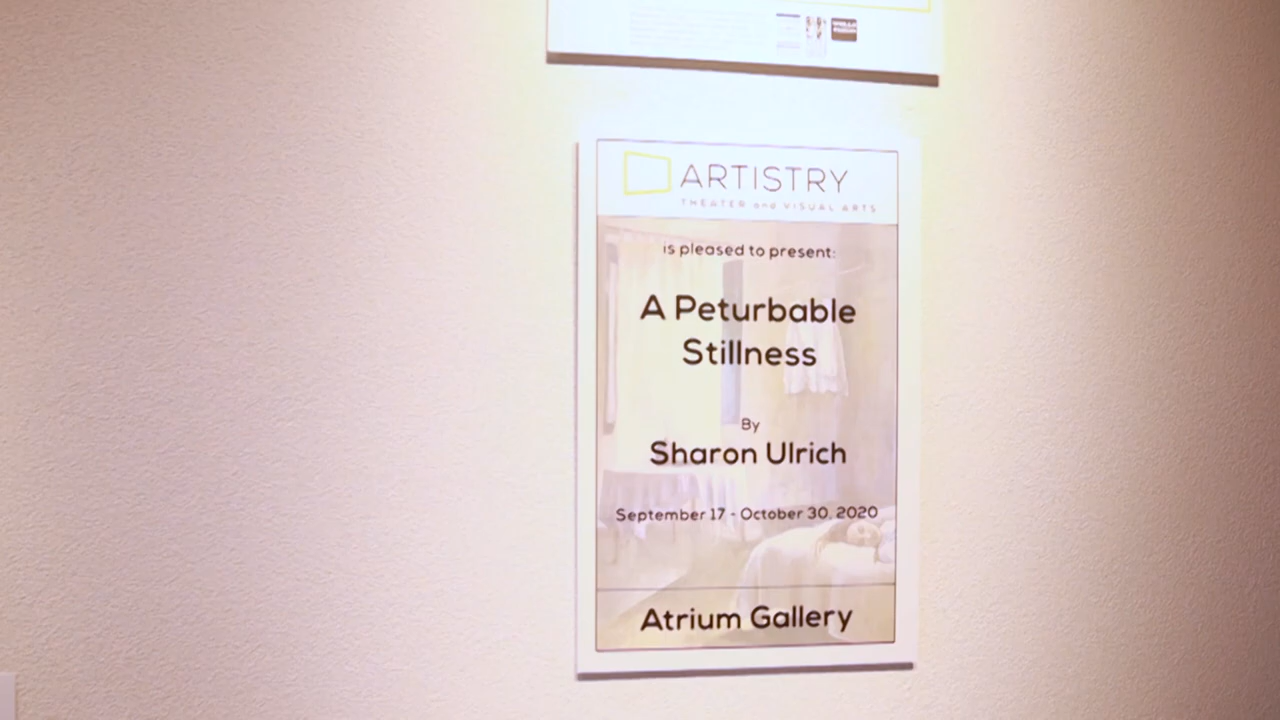 ARTISTRY
THEATER and VISUAL ARTS
is pleased to present:
A Peturbable
Stillness
By
Sharon Ulrich
September 17 - October 30, 2020
Atrium Gallery